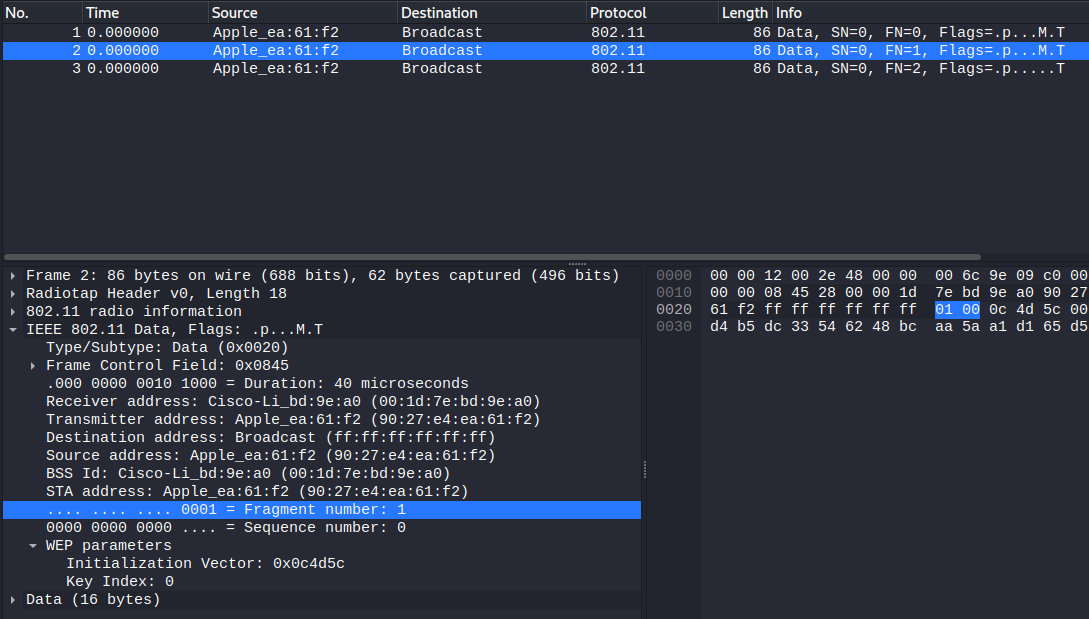 No. Time Source Destination Protocol Length Info
1 0.000000 Apple_ea:61:f2 Broadcast 802.11 86 Data, SN=0, FN=0, Flags=.p...M.T
2 0.000000 Apple_ea:61:f2 Broadcast 802.11 86 Data, SN=0, FN=1, Flags=.p...M.T
3 0.000000 Apple_ea:61:f2 Broadcast 802.11 86 Data, SN=0, FN=2, Flags=.p.....T
Frame 2: 86 bytes on wire (688 bits), 62 bytes captured (496 bits)
Radiotap Header v0, Length 18
802.11 radio information
IEEE 802.11 Data, Flags: .p...M.T
Type/Subtype: Data (0x0020)
Frame Control Field: 0x0845
.000 0000 0010 1000 = Duration: 40 microseconds
Receiver address: Cisco-Li_bd:9e:a0 (00:1d:7e:bd:9e:a0)
Transmitter address: Apple_ea:61:f2 (90:27:e4:ea:61:f2)
Destination address: Broadcast (ff:ff:ff:ff:ff:ff)
Source address: Apple_ea:61:f2 (90:27:e4:ea:61:f2)
BSS Id: Cisco-Li_bd:9e:a0 (00:1d:7e:bd:9e:a0)
STA address: Apple_ea:61:f2 (90:27:e4:ea:61:f2)
.... .... .... 0001 = Fragment number: 1
0000 0000 0000 .... = Sequence number: 0
WEP parameters
Initialization Vector: 0x0c4d5c
Key Index: 0
Data (16 bytes)
0000 00 00 12 00 2e 48 00 00 00 6c 9e 09 c0 00
0010 00 00 08 45 28 00 00 1d 7e bd 9e a0 90 27
0020 61 f2 ff ff ff ff ff ff 01 00 0c 4d 5c 00
0030 d4 b5 dc 33 54 62 48 bc aa 5a a1 d1 65 d5